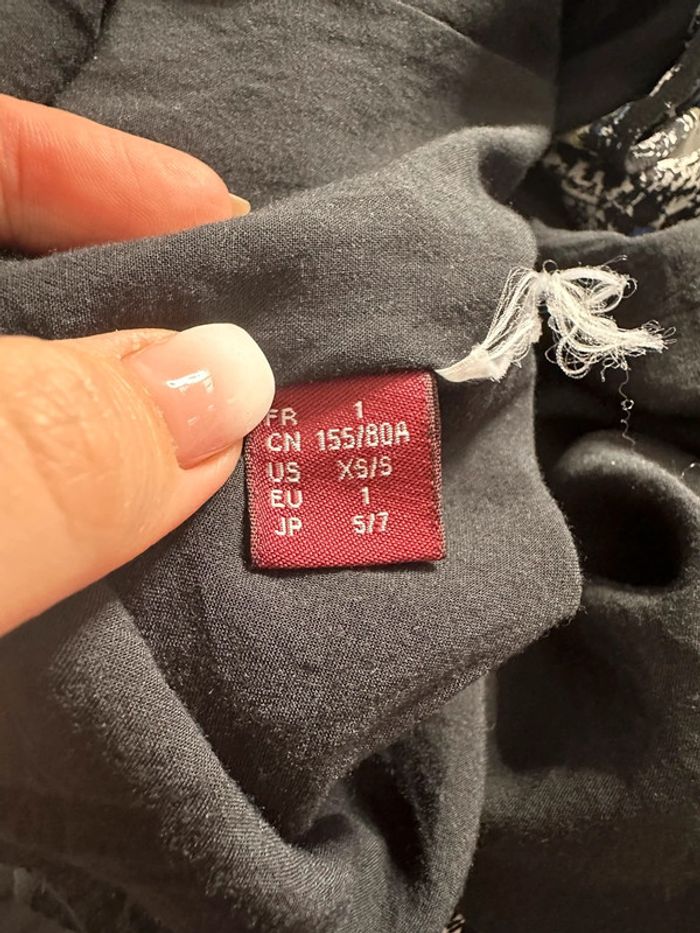 FR 1
CN 155/80A
US XS/S
EU 1
JP 5/7